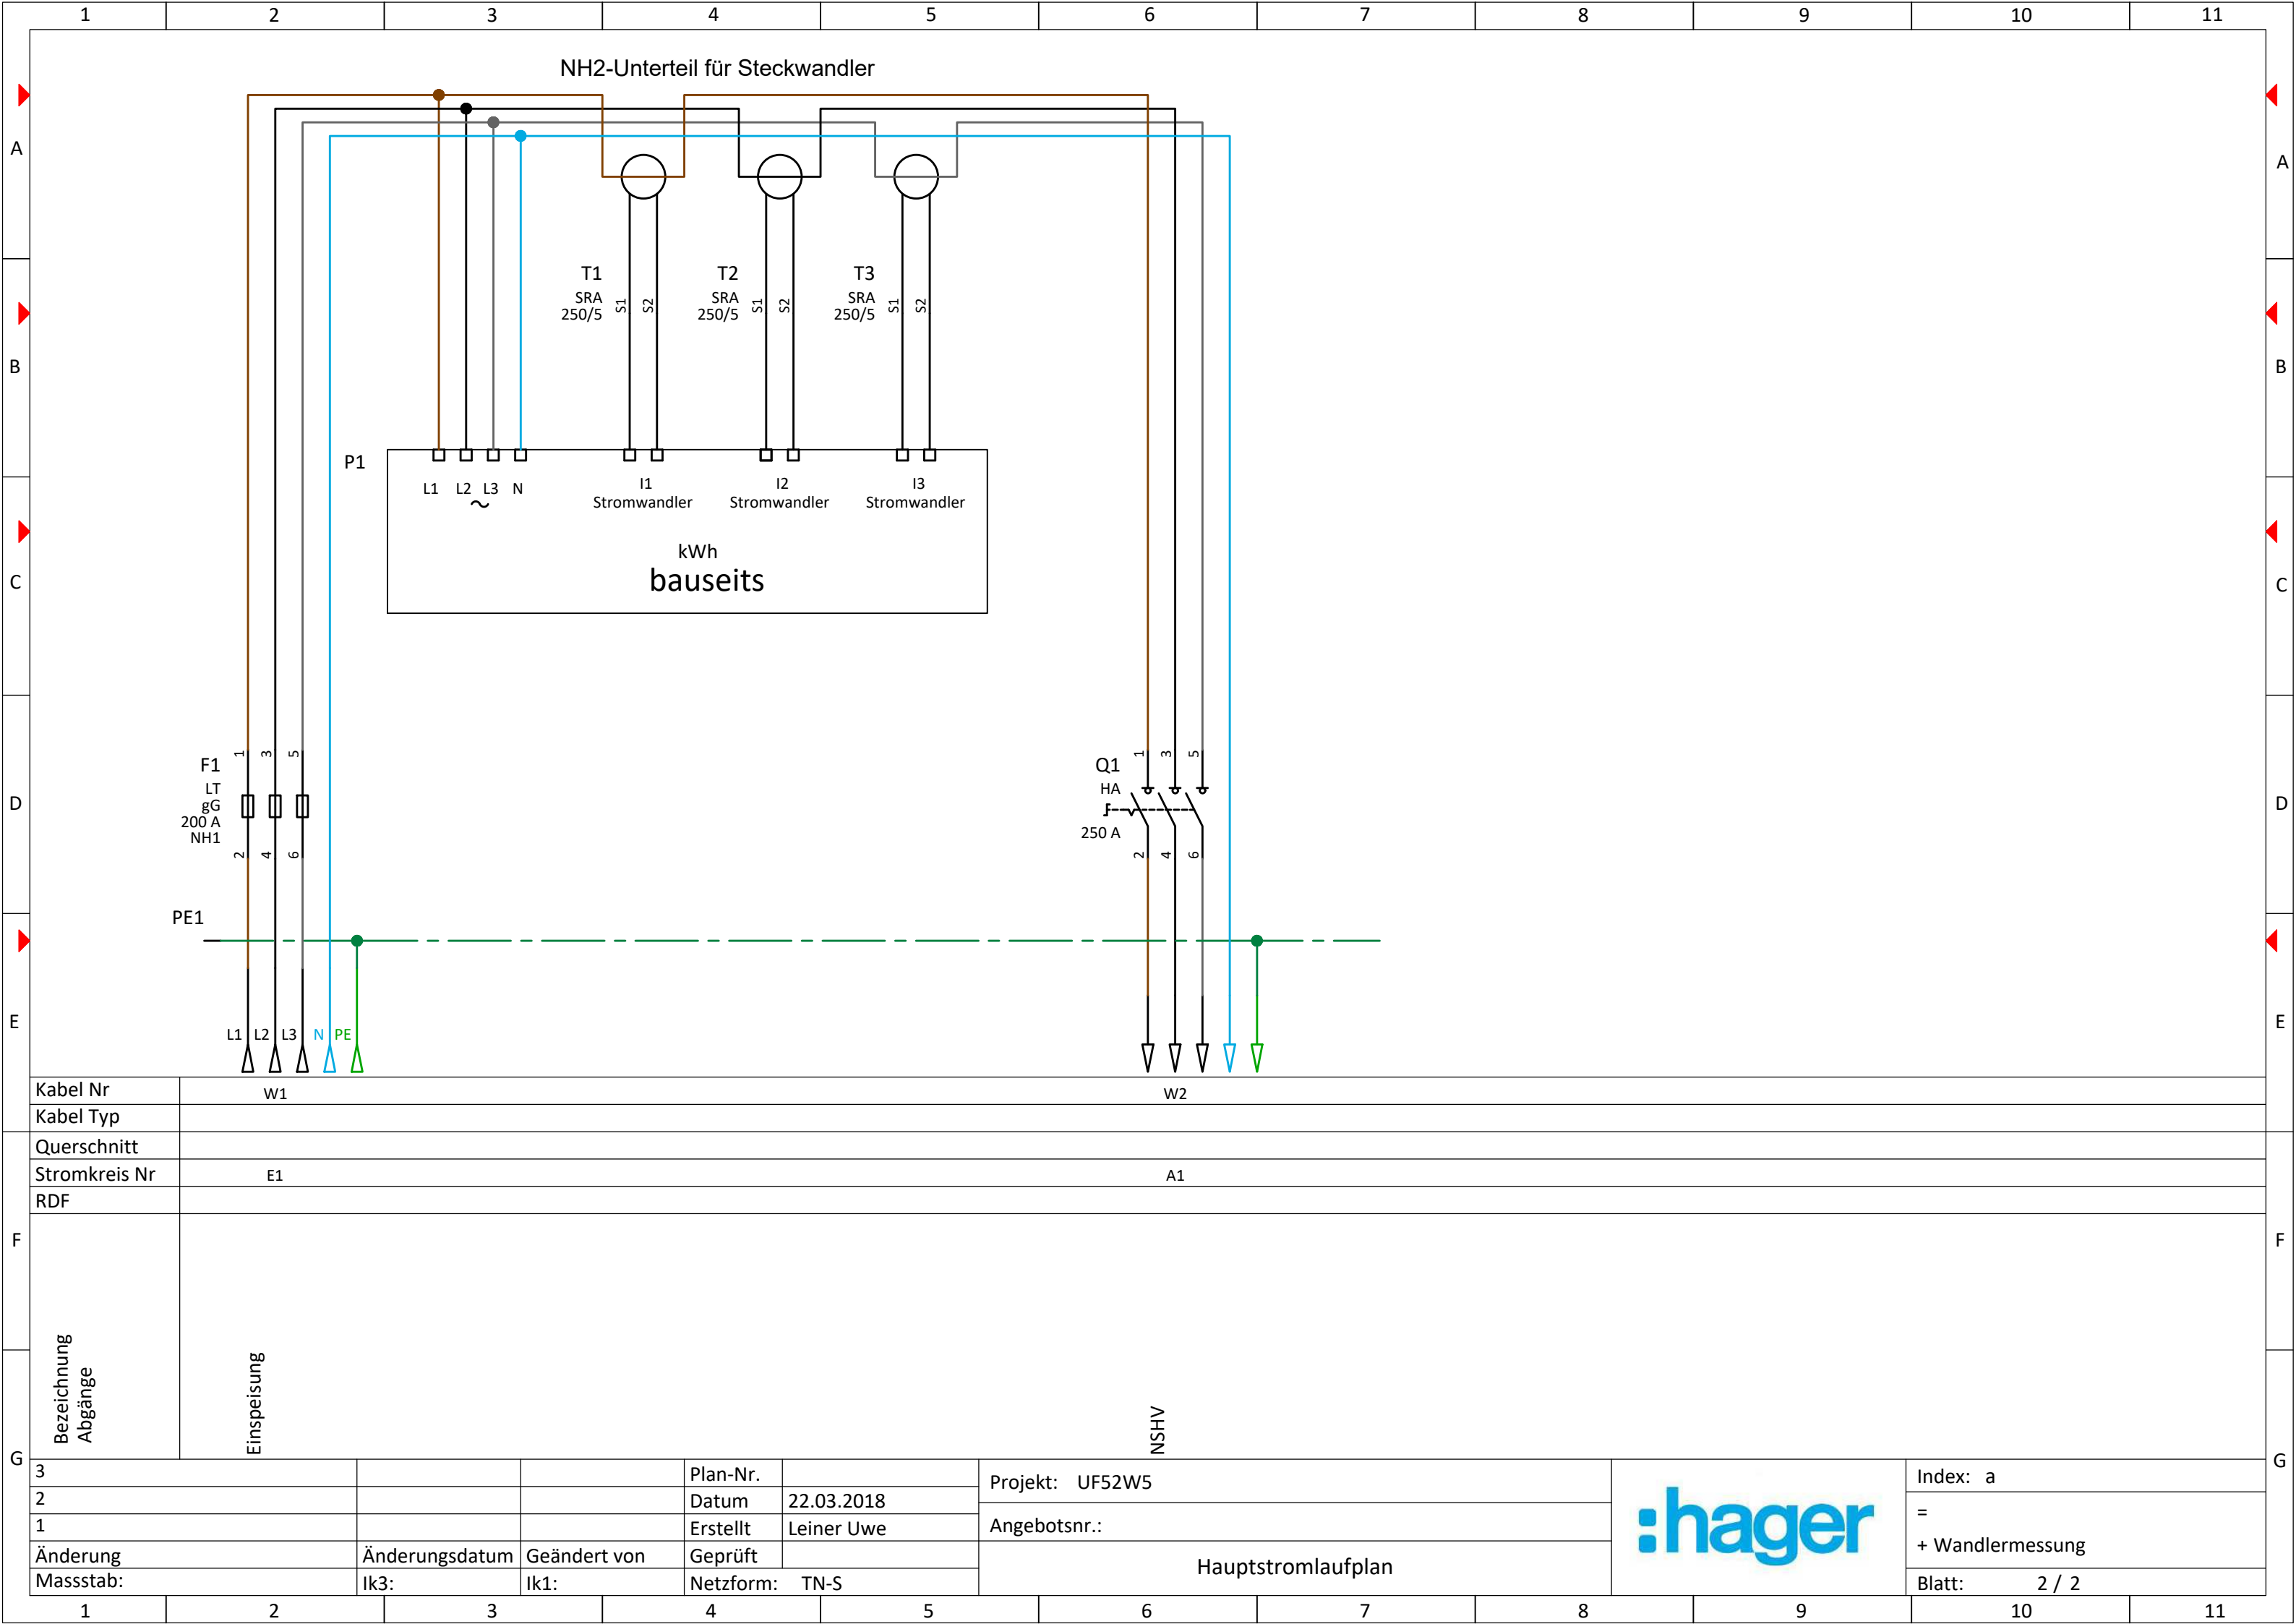 1 2 3 4 5 6 7 8 9 10 11
NH2-Unterteil für Steckwandler
A A
T1 T2 T3
SRA S1 S2 SRA S1 S2 SRA S1 S2
250/5 250/5 250/5
B B
P1
L1 L2 L3 N I1 I2 I3
Stromwandler Stromwandler Stromwandler
kWh
bauseits
C C
1 3 5 1 3 5
F1 Q1
LT HA
gG
200 A
NH1 250 A
2 4 6 2 4 6
D D
PE1
E E
L1 L2 L3 N PE
Kabel Nr W1 W2
Kabel Typ
Querschnitt
Stromkreis Nr E1 A1
RDF
F F
Bezeichnung
Abgänge
Einspeisung
NSHV
G G
3 Plan-Nr.
2 Datum 22.03.2018
1 Erstellt Leiner Uwe
Änderung Änderungsdatum Geändert von Geprüft
Massstab: Ik3: Ik1: Netzform: TN-S
Projekt: UF52W5
Angebotsnr.:
Hauptstromlaufplan
:hager
Index: a
=
+ Wandlermessung
Blatt: 2 / 2
1 2 3 4 5 6 7 8 9 10 11